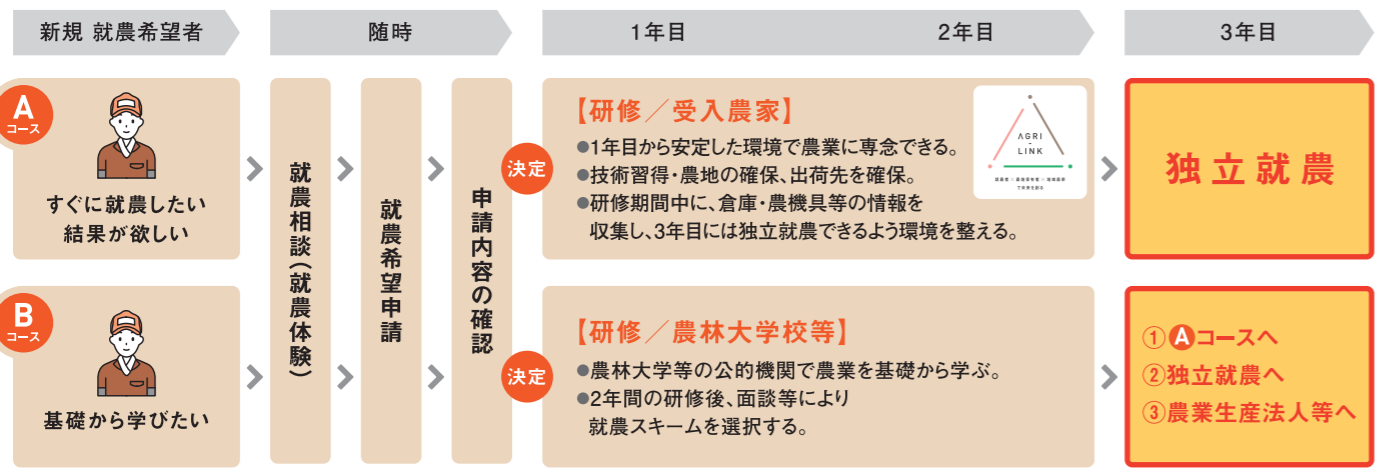 新規 就農希望者
随時
1年目
2年目
3年目
A
コース
すぐに就農したい
結果が欲しい
B
コース
基礎から学びたい
就農相談(就農体験)
就農希望申請
申請内容の確認
決定
【研修／受入農家】
●1年目から安定した環境で農業に専念できる。
●技術習得・農地の確保、出荷先を確保。
●研修期間中に、倉庫・農機具等の情報を
収集し、3年目には独立就農できるよう環境を整える。
AGRI
-
LINK
で未来を創る
独立就農
決定
【研修／農林大学校等】
●農林大学等の公的機関で農業を基礎から学ぶ。
●2年間の研修後、面談等により
就農スキームを選択する。
①Aコースへ
②独立就農へ
③農業生産法人等へ